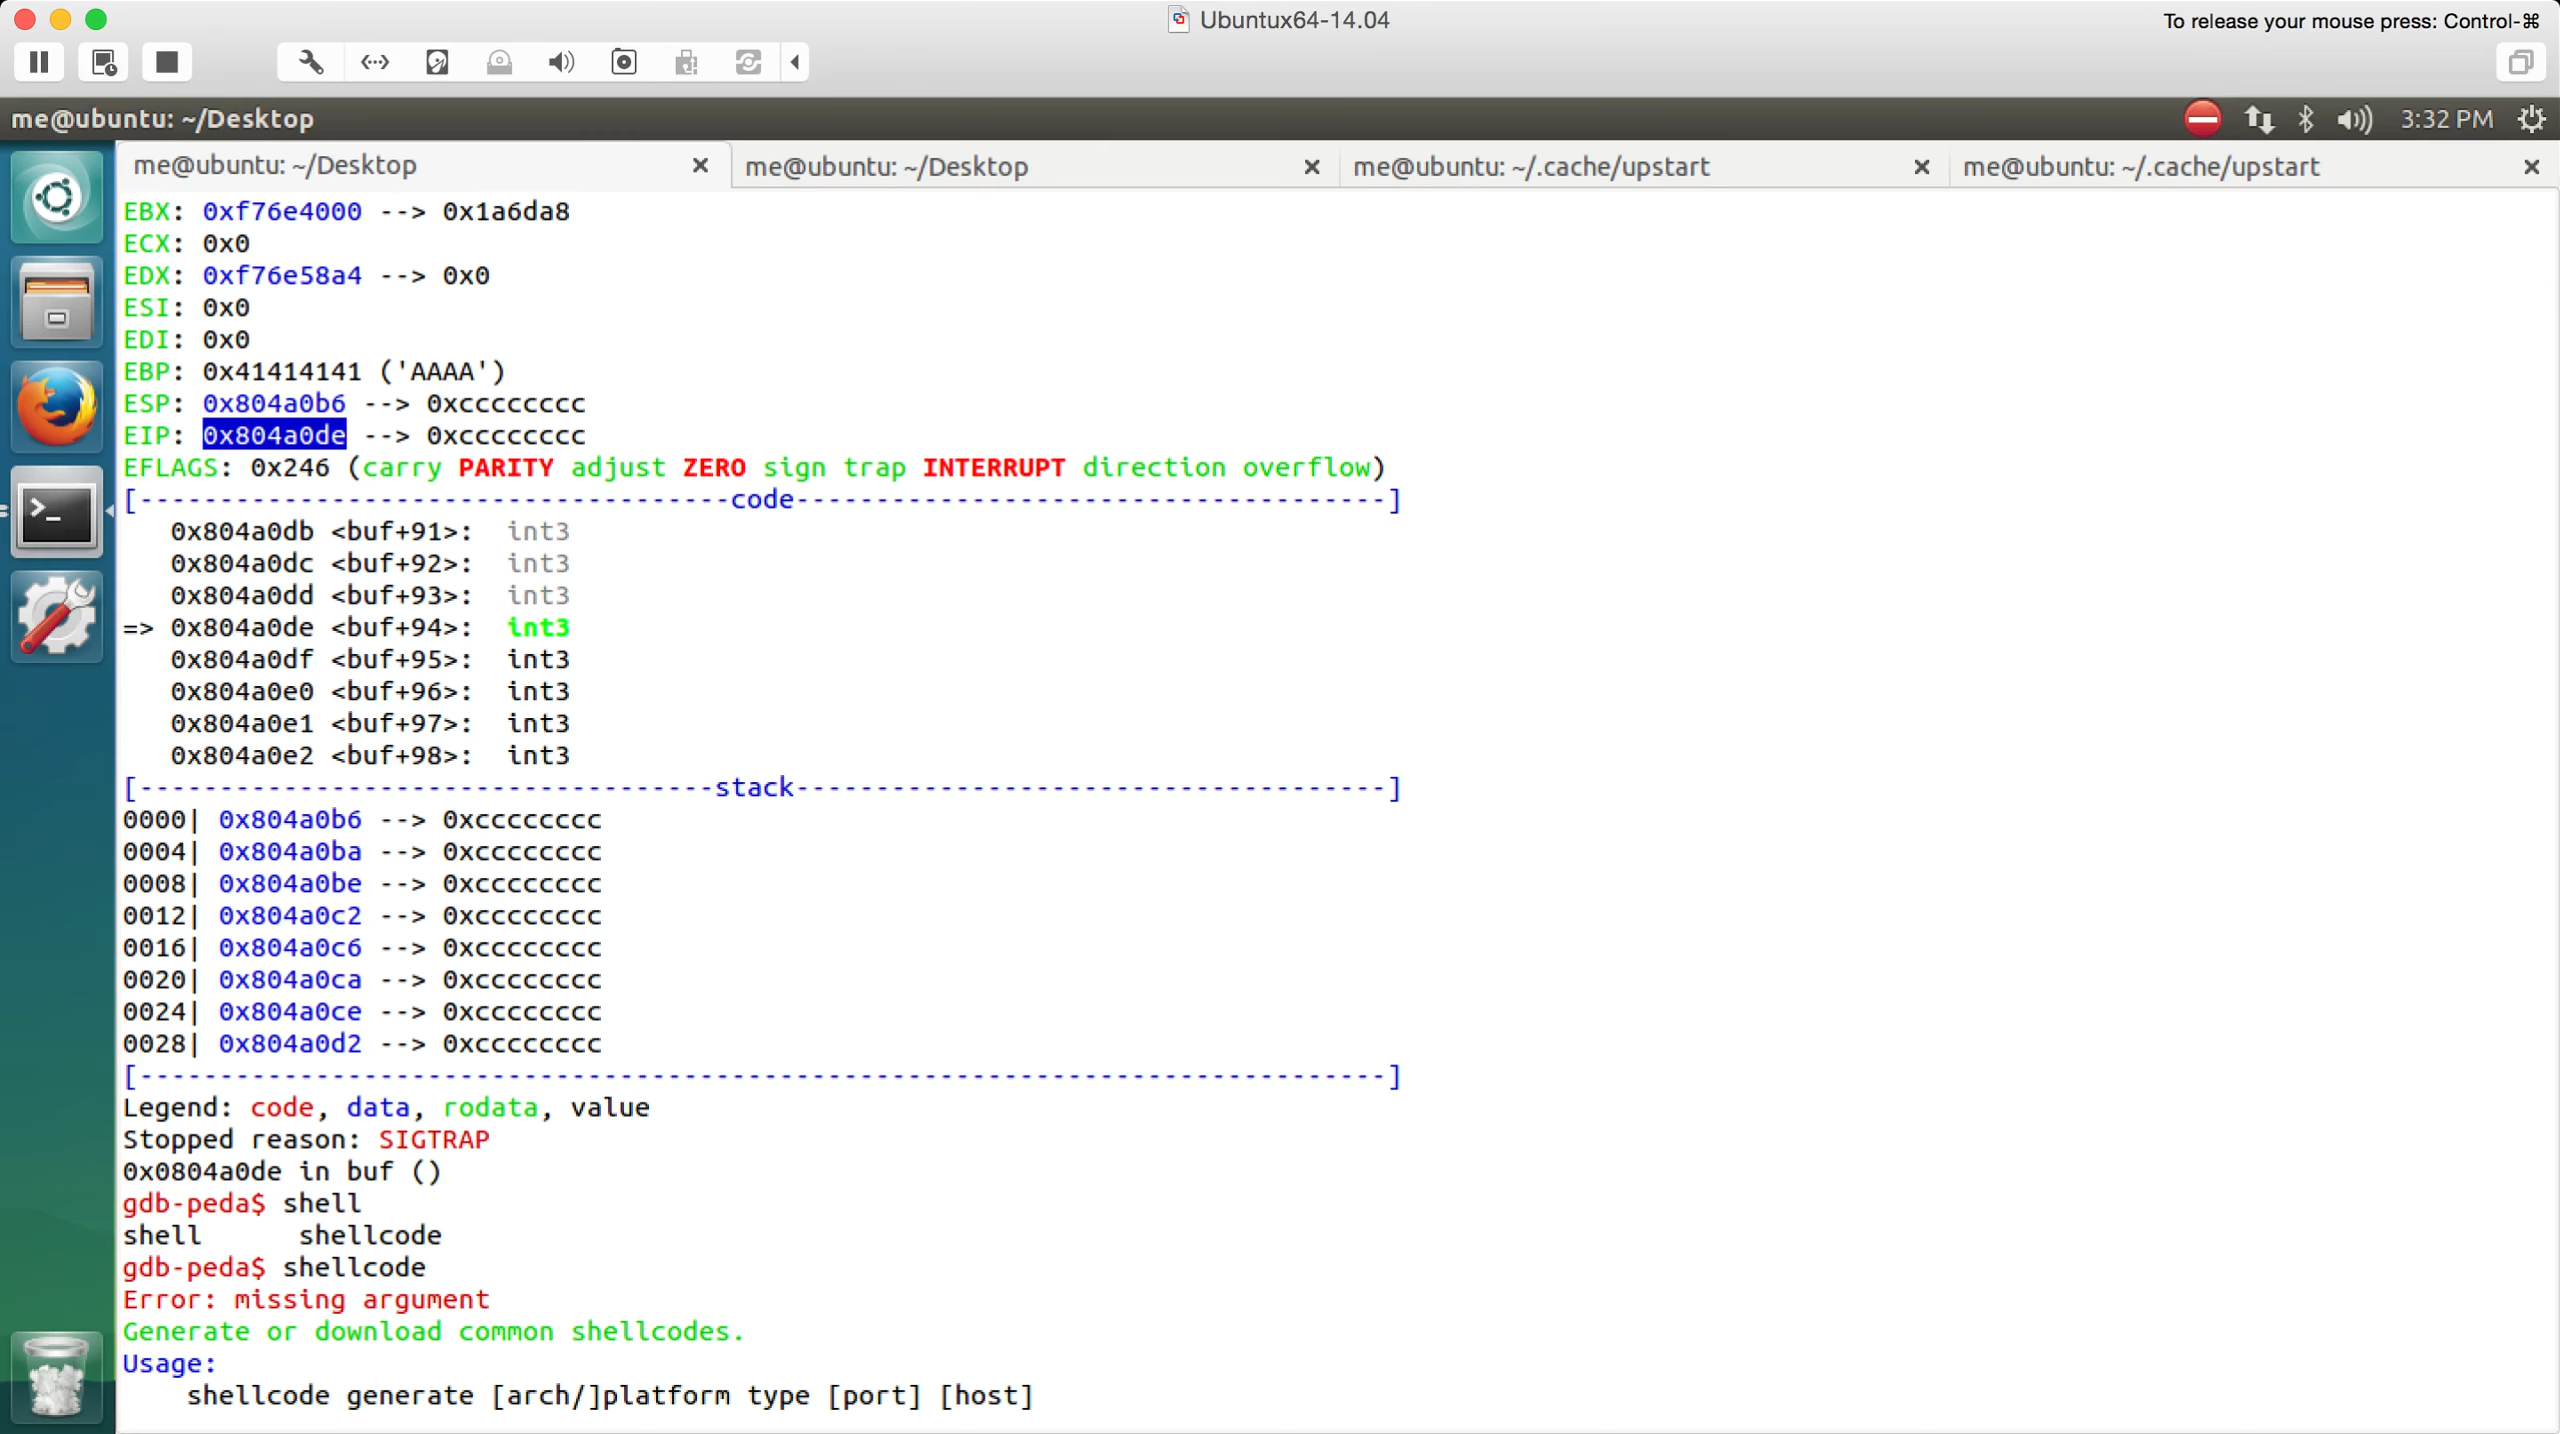 Ubuntux64-14.04
To release your mouse press: Control-⌘
me@ubuntu: ~/Desktop
3:32 PM
me@ubuntu: ~/Desktop
me@ubuntu: ~/Desktop
me@ubuntu: ~/.cache/upstart
me@ubuntu: ~/.cache/upstart
EBX: 0xf76e4000 --> 0x1a6da8
ECX: 0x0
EDX: 0xf76e58a4 --> 0x0
ESI: 0x0
EDI: 0x0
EBP: 0x41414141 ('AAAA')
ESP: 0x804a0b6 --> 0xcccccccc
EIP: 0x804a0de --> 0xcccccccc
EFLAGS: 0x246 (carry PARITY adjust ZERO sign trap INTERRUPT direction overflow)
[-------------------------------------code-------------------------------------]
   0x804a0db <buf+91>:  int3
   0x804a0dc <buf+92>:  int3
   0x804a0dd <buf+93>:  int3
=> 0x804a0de <buf+94>:  int3
   0x804a0df <buf+95>:  int3
   0x804a0e0 <buf+96>:  int3
   0x804a0e1 <buf+97>:  int3
   0x804a0e2 <buf+98>:  int3
[------------------------------------stack-------------------------------------]
0000| 0x804a0b6 --> 0xcccccccc
0004| 0x804a0ba --> 0xcccccccc
0008| 0x804a0be --> 0xcccccccc
0012| 0x804a0c2 --> 0xcccccccc
0016| 0x804a0c6 --> 0xcccccccc
0020| 0x804a0ca --> 0xcccccccc
0024| 0x804a0ce --> 0xcccccccc
0028| 0x804a0d2 --> 0xcccccccc
[------------------------------------------------------------------------------]
Legend: code, data, rodata, value
Stopped reason: SIGTRAP
0x0804a0de in buf ()
gdb-peda$ shell
shell      shellcode
gdb-peda$ shellcode
Error: missing argument
Generate or download common shellcodes.
Usage:
    shellcode generate [arch/]platform type [port] [host]